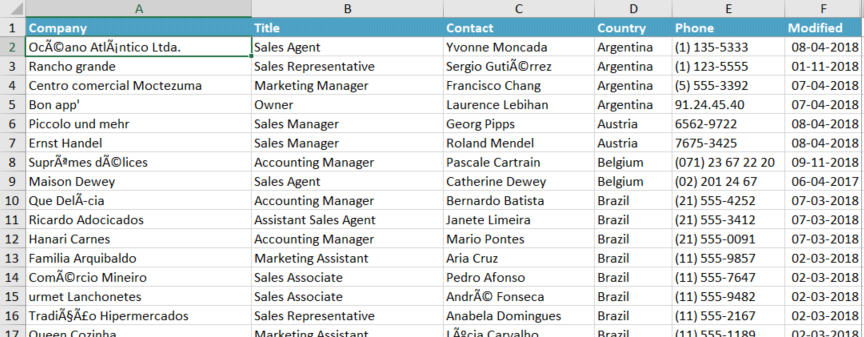 A B C D E F
1 Company Title Contact Country Phone Modified
2 OcÃ©ano AtlÃ¡ntico Ltda. Sales Agent Yvonne Moncada Argentina (1) 135-5333 08-04-2018
3 Rancho grande Sales Representative Sergio GutiÃ©rrez Argentina (1) 123-5555 01-11-2018
4 Centro comercial Moctezuma Marketing Manager Francisco Chang Argentina (5) 555-3392 07-04-2018
5 Bon app' Owner Laurence Lebihan Argentina 91.24.45.40 07-04-2018
6 Piccolo und mehr Sales Manager Georg Pipps Austria 6562-9722 08-04-2018
7 Ernst Handel Sales Manager Roland Mendel Austria 7675-3425 08-04-2018
8 SuprÃªmes dÃ©lices Accounting Manager Pascale Cartrain Belgium (071) 23 67 22 20 09-11-2018
9 Maison Dewey Sales Agent Catherine Dewey Belgium (02) 201 24 67 06-04-2017
10 Que DelÃ-cia Accounting Manager Bernardo Batista Brazil (21) 555-4252 07-03-2018
11 Ricardo Adocicados Assistant Sales Agent Janete Limeira Brazil (21) 555-3412 07-03-2018
12 Hanari Carnes Accounting Manager Mario Pontes Brazil (21) 555-0091 07-03-2018
13 Familia Arquibaldo Marketing Assistant Aria Cruz Brazil (11) 555-9857 02-03-2018
14 ComÃ©rcio Mineiro Sales Associate Pedro Afonso Brazil (11) 555-7647 02-03-2018
15 urmet Lanchonetes Sales Associate AndrÃ© Fonseca Brazil (11) 555-9482 02-03-2018
16 TradiÃ§Ã£o Hipermercados Sales Representative Anabela Domingues Brazil (11) 555-2167 02-03-2018
17 Queen Cozinha Marketing Assistant LÃºcia Carvalho Brazil (11) 555-1189 02-03-2018